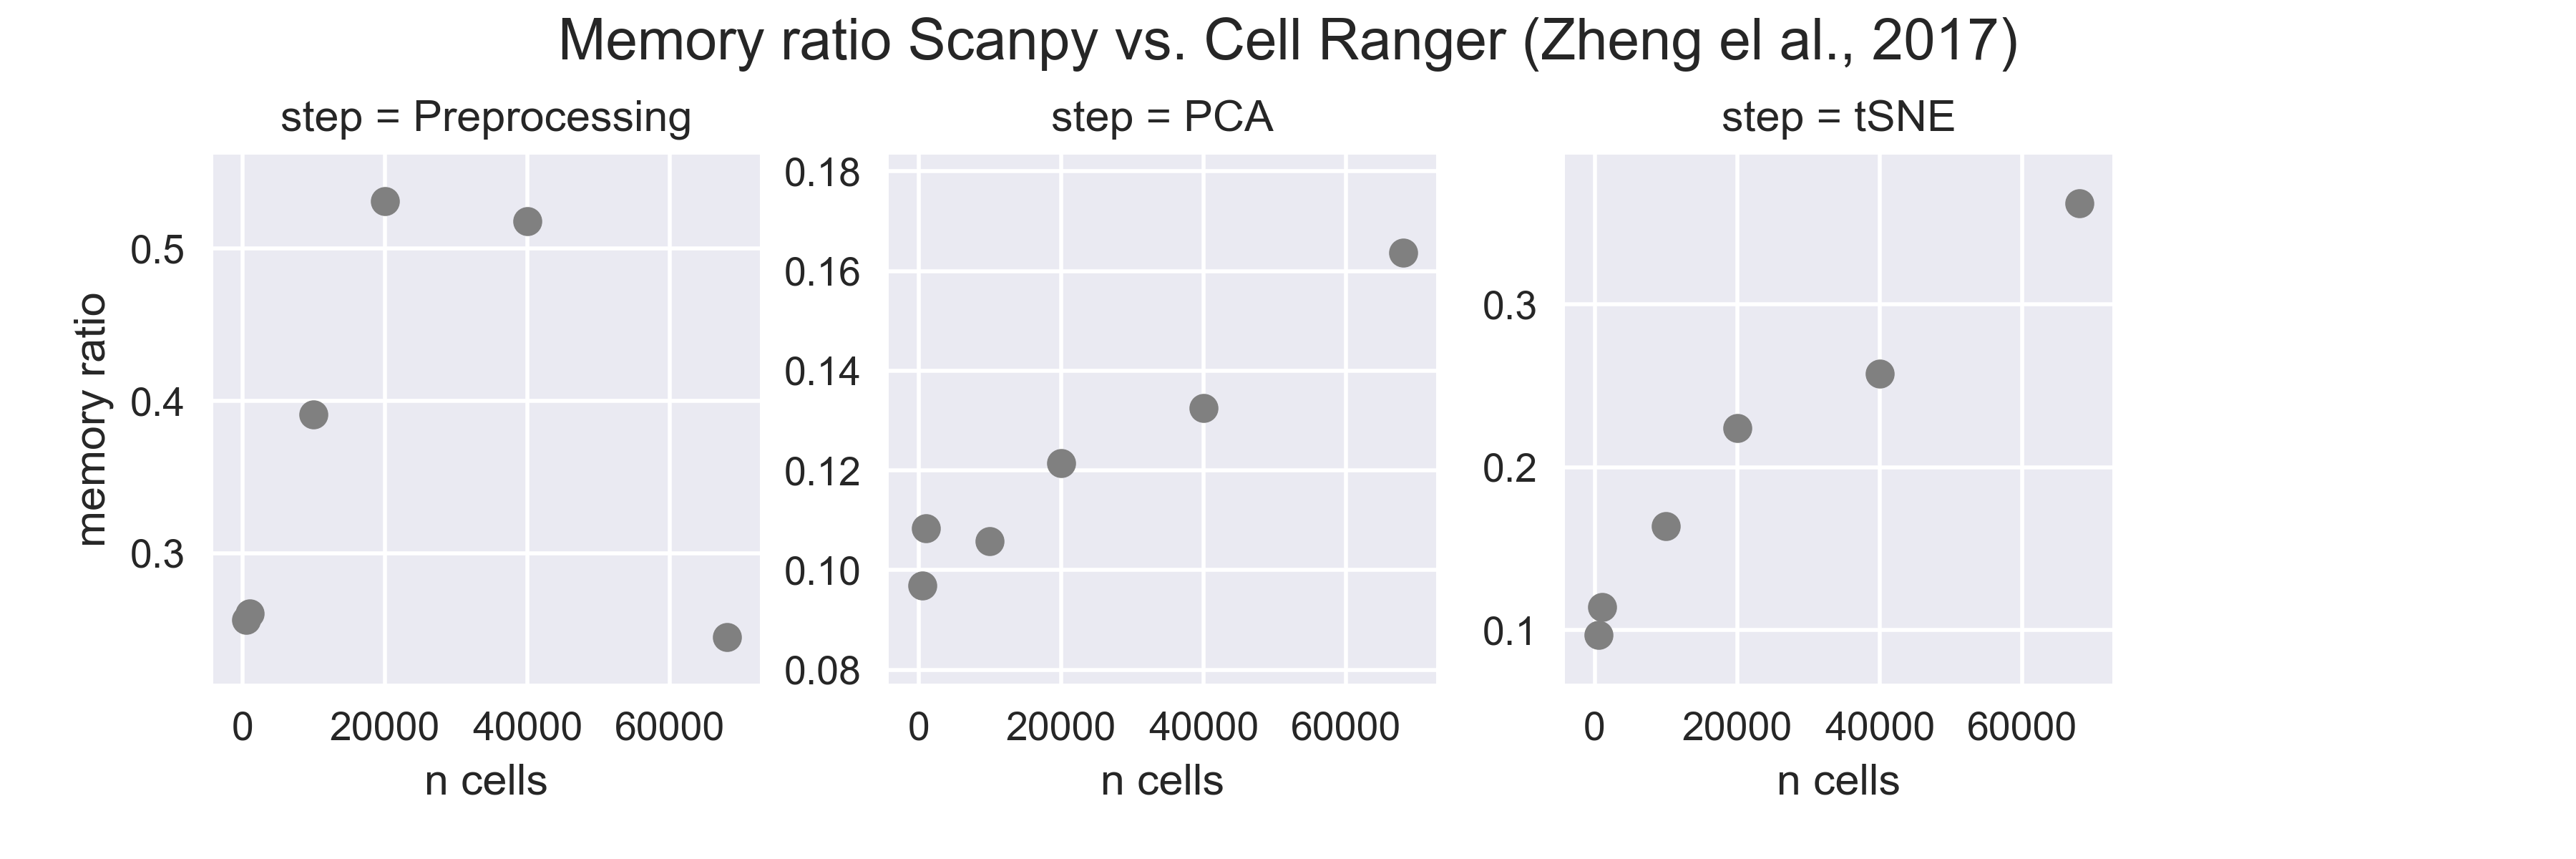 Memory ratio Scanpy vs. Cell Ranger (Zheng el al., 2017)
step = Preprocessing
memory ratio
0.5
0.4
0.3
0 20000 40000 60000
n cells
step = PCA
0.18
0.16
0.14
0.12
0.10
0.08
0 20000 40000 60000
n cells
step = tSNE
0.3
0.2
0.1
0 20000 40000 60000
n cells